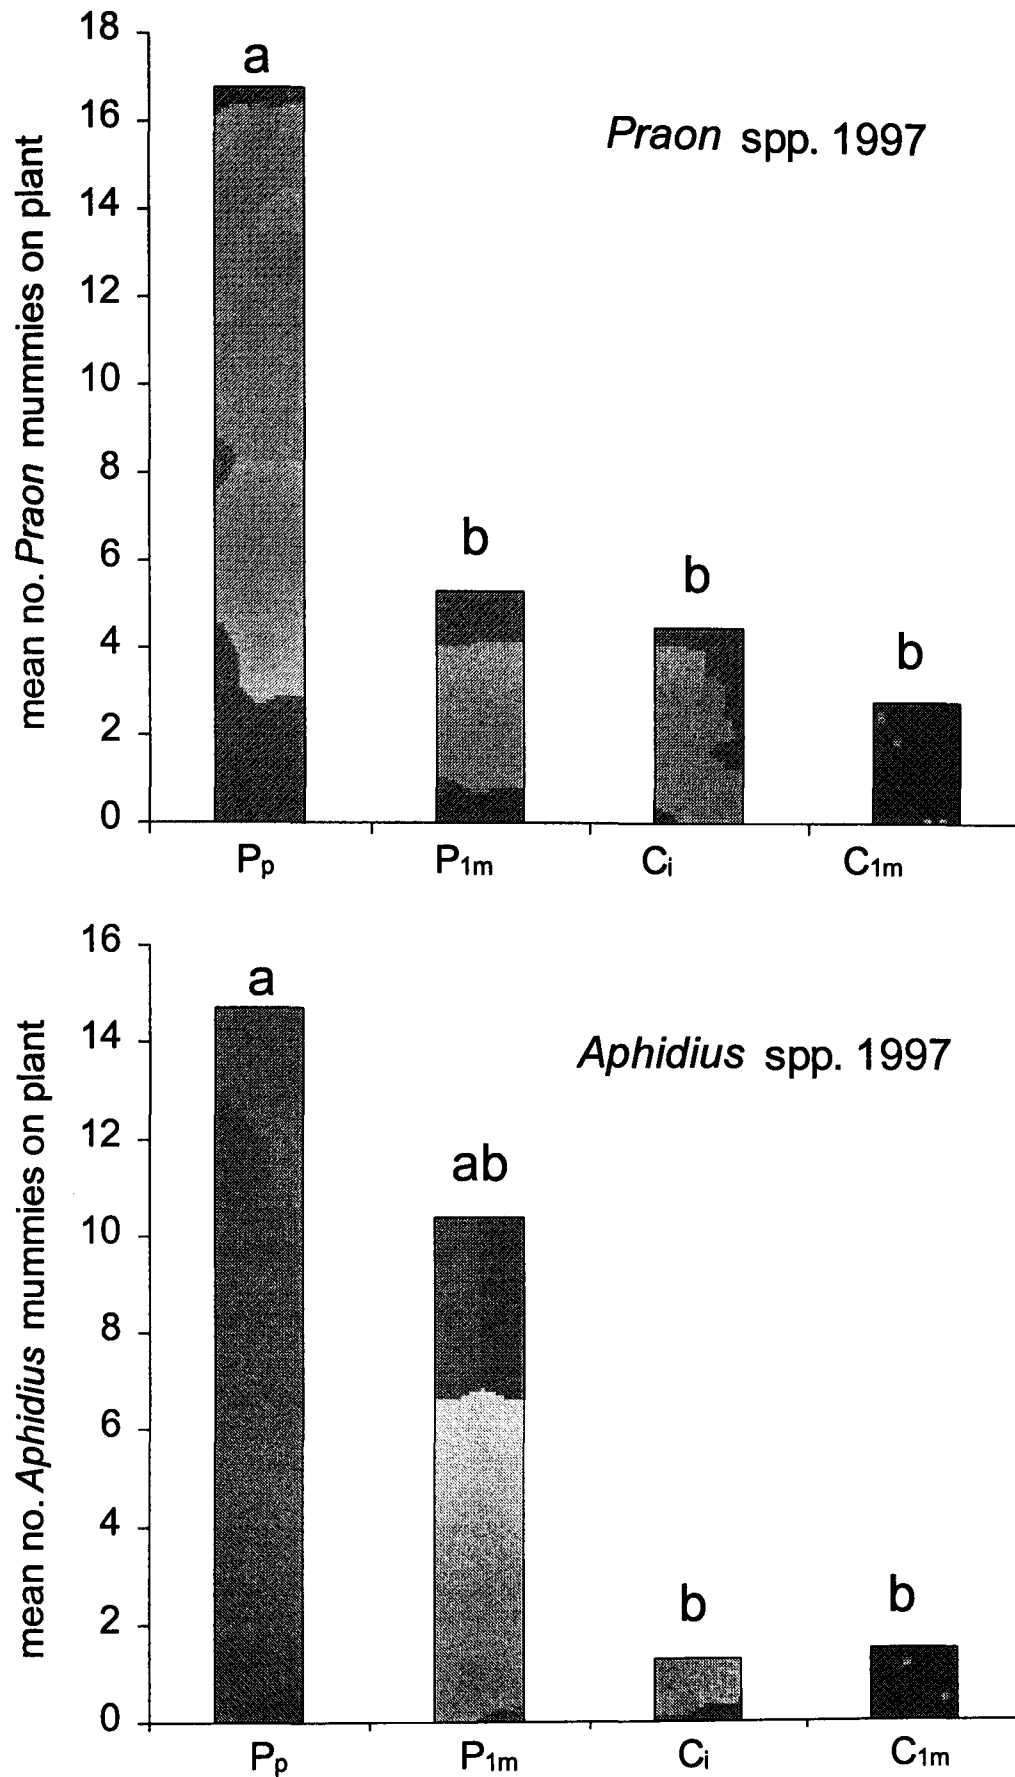 18
16
14
12
10
8
6
4
2
0
mean no. Praon mummies on plant
Praon spp. 1997
a
b
b
b
Pp
P1m
Ci
C1m
16
14
12
10
8
6
4
2
0
mean no. Aphidius mummies on plant
Aphidius spp. 1997
a
ab
b
b
Pp
P1m
Ci
C1m